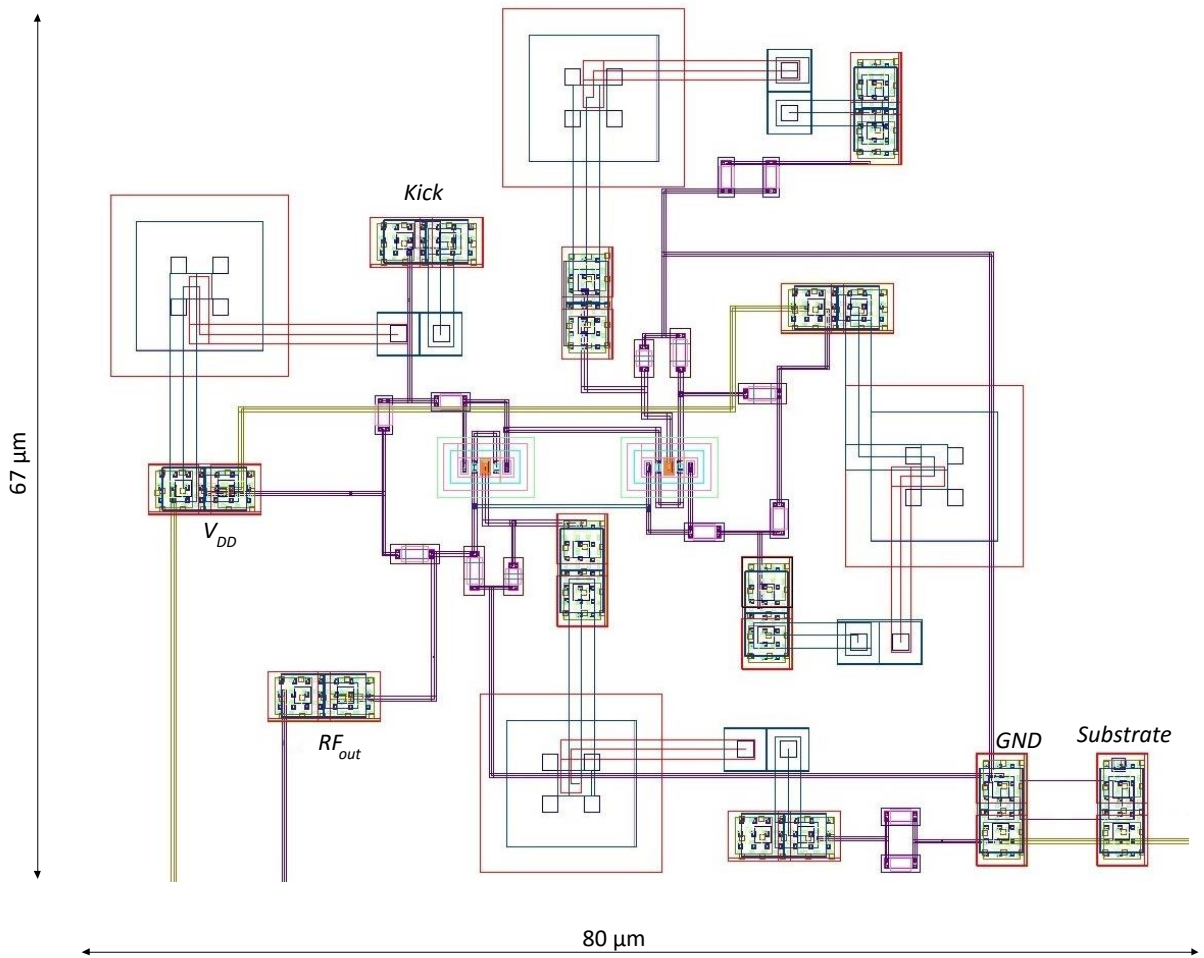 Kick
67 µm
V_DD
RF_out
GND
Substrate
80 µm